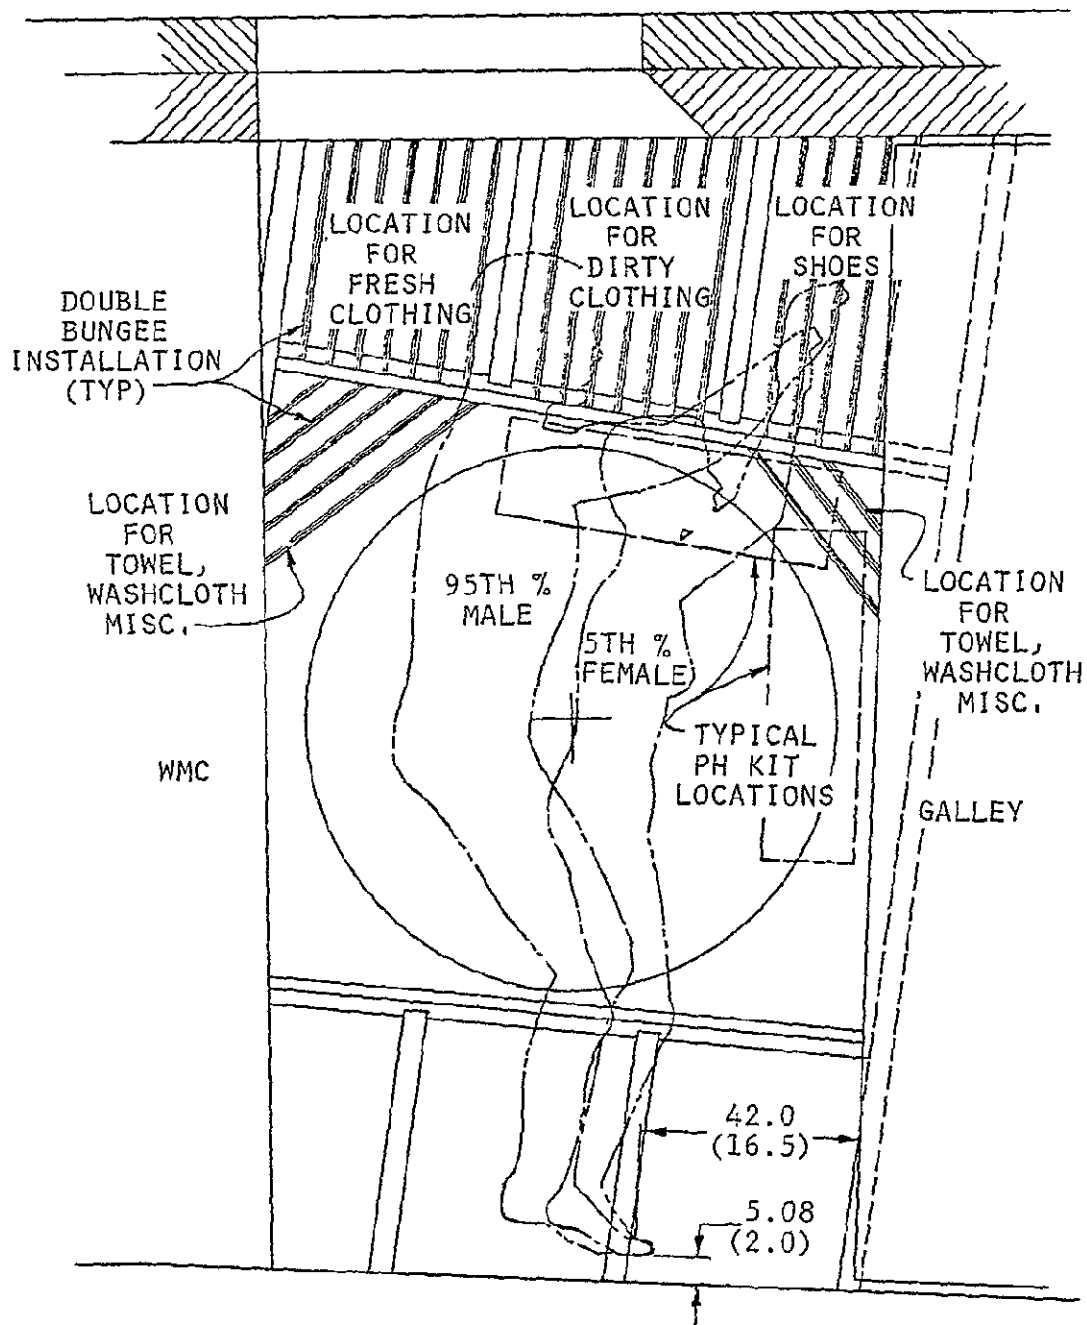 LOCATION
FOR
FRESH
CLOTHING
LOCATION
FOR
DIRTY
CLOTHING
LOCATION
FOR
SHOES
DOUBLE
BUNGEE
INSTALLATION
(TYP)
LOCATION
FOR
TOWEL,
WASHCLOTH
MISC.
95TH %
MALE
5TH %
FEMALE
LOCATION
FOR
TOWEL,
WASHCLOTH
MISC.
TYPICAL
PH KIT
LOCATIONS
WMC
GALLEY
42.0
(16.5)
5.08
(2.0)